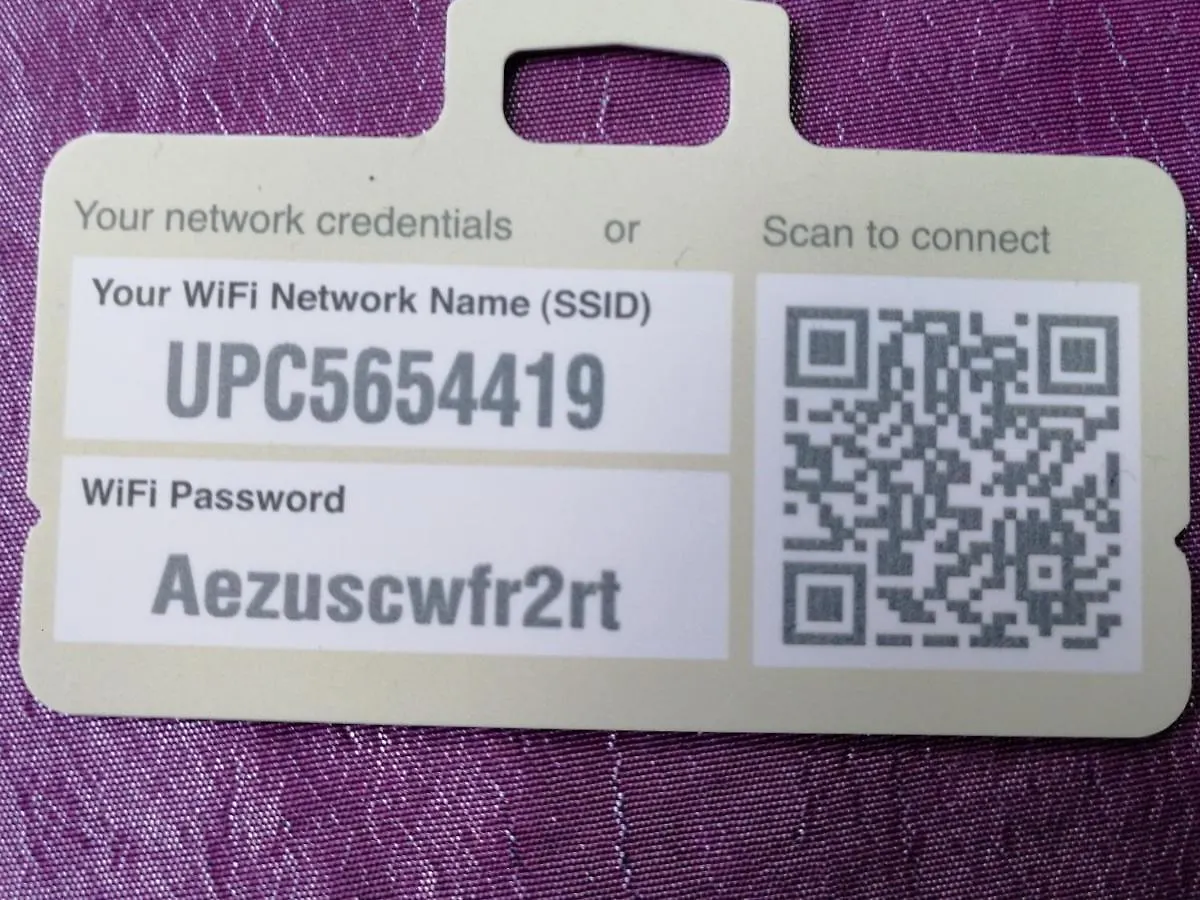 Your network credentials or Scan to connect
Your WiFi Network Name (SSID)
UPC5654419
WiFi Password
Aezuscwfr2rt